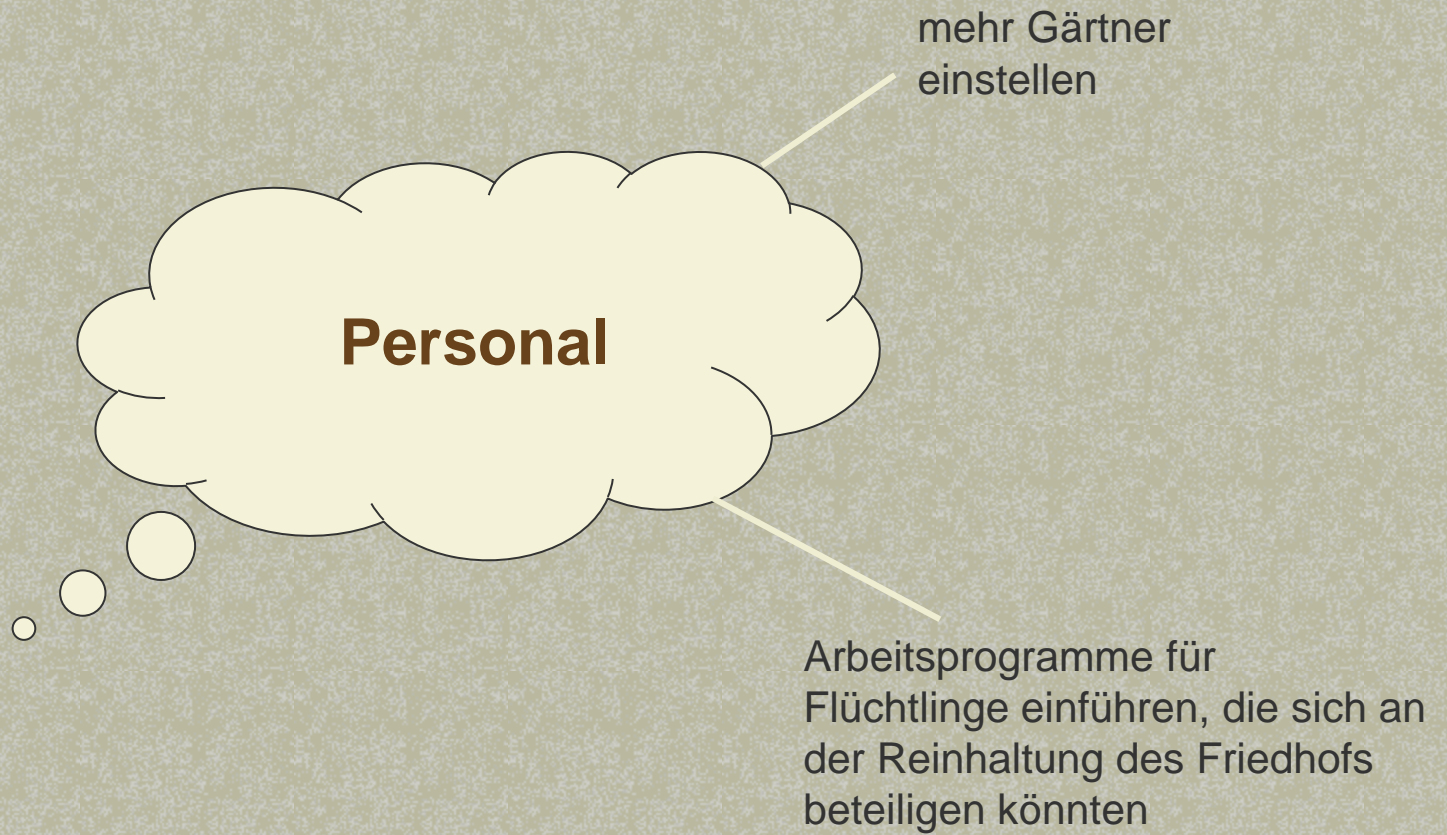 mehr Gärtner
einstellen
Personal
Arbeitsprogramme für
Flüchtlinge einführen, die sich an
der Reinhaltung des Friedhofs
beteiligen könnten